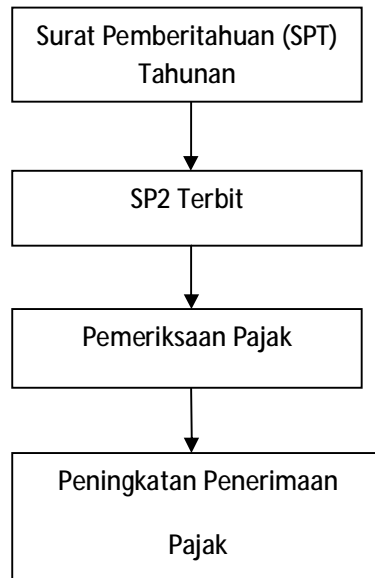 Surat Pemberitahuan (SPT)
Tahunan
SP2 Terbit
Pemeriksaan Pajak
Peningkatan Penerimaan
Pajak